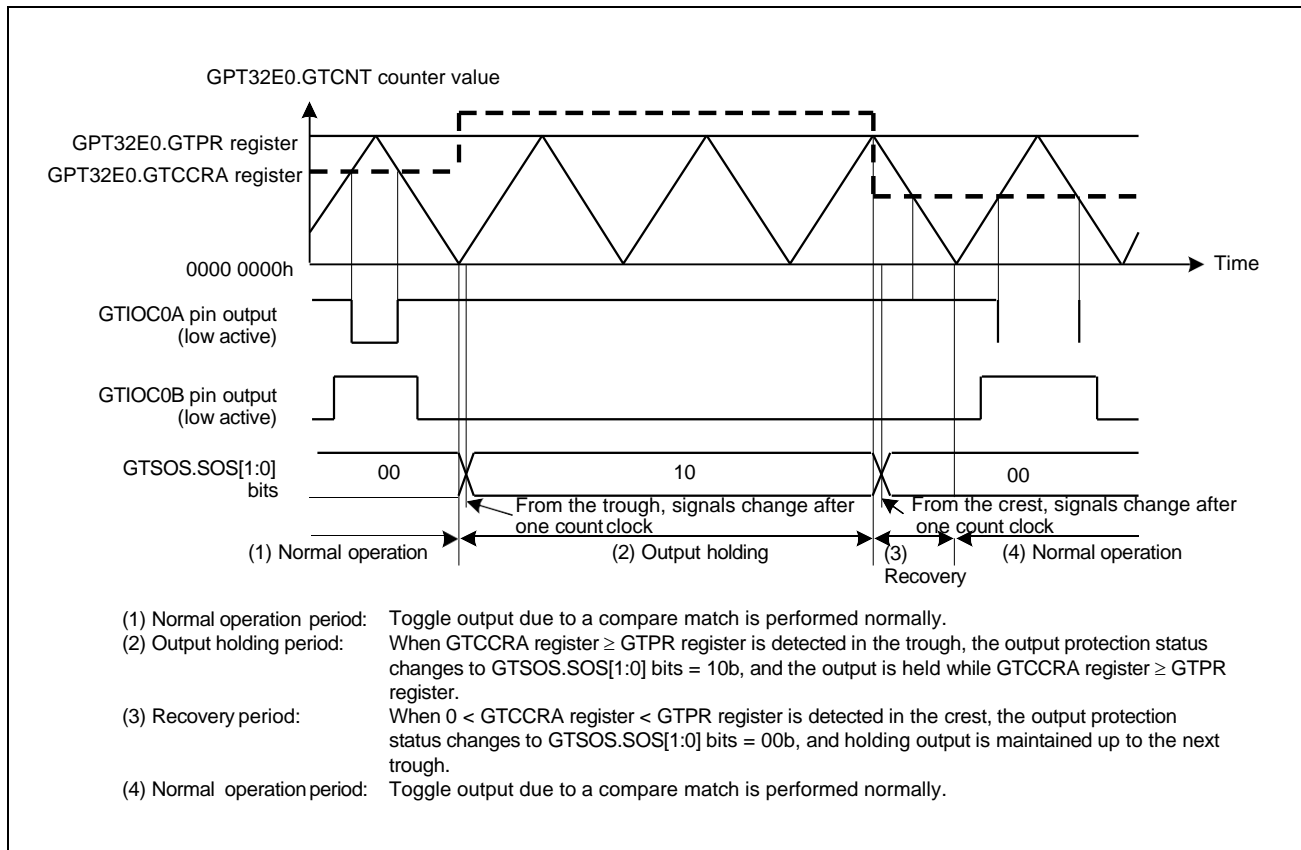 GPT32E0.GTCNT counter value
GPT32E0.GTPR register
GPT32E0.GTCCRA register
0000 0000h
Time
GTIOC0A pin output
(low active)
GTIOC0B pin output
(low active)
GTSOS.SOS[1:0]
bits
00
10
00
From the trough, signals change after
one count clock
From the crest, signals change after
one count clock
(1) Normal operation
(2) Output holding
(3)
Recovery
(4) Normal operation
(1) Normal operation period: Toggle output due to a compare match is performed normally.
(2) Output holding period: When GTCCRA register ≥ GTPR register is detected in the trough, the output protection status
changes to GTSOS.SOS[1:0] bits = 10b, and the output is held while GTCCRA register ≥ GTPR
register.
(3) Recovery period: When 0 < GTCCRA register < GTPR register is detected in the crest, the output protection
status changes to GTSOS.SOS[1:0] bits = 00b, and holding output is maintained up to the next
trough.
(4) Normal operation period: Toggle output due to a compare match is performed normally.